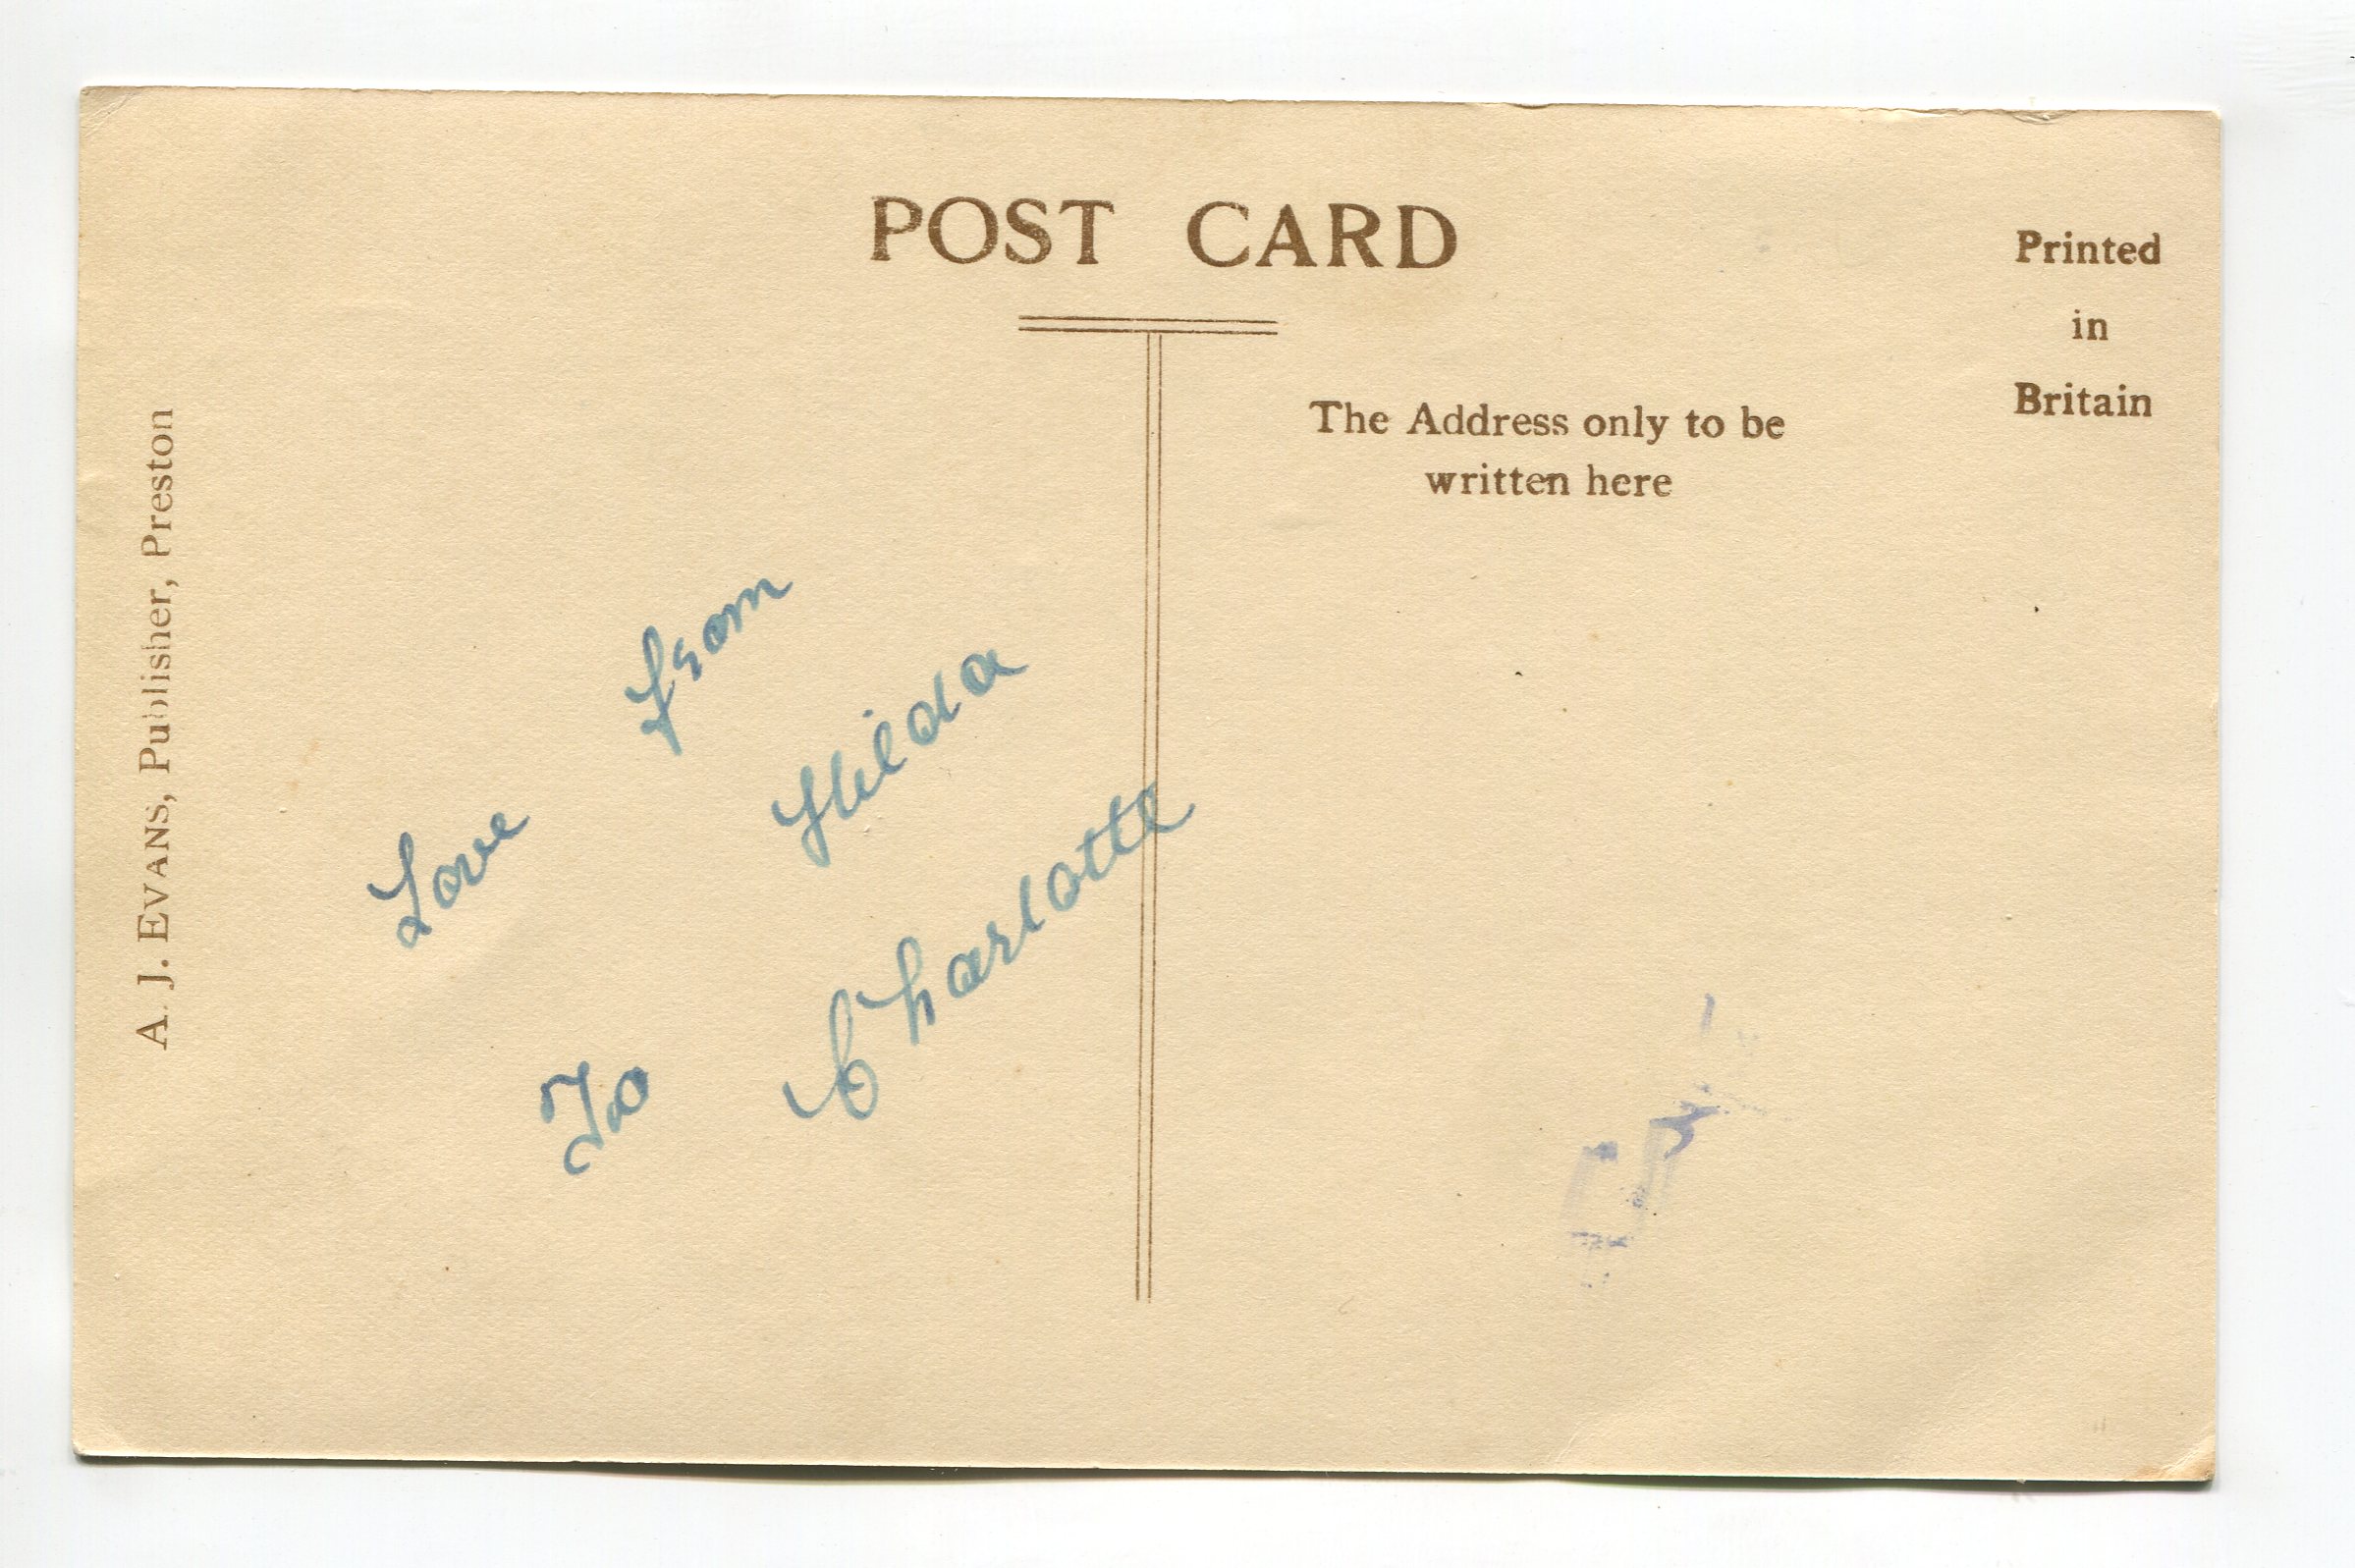 POST CARD
Printed
in
Britain
The Address only to be
written here
A. J. EVANS, Publisher, Preston
Love from
Hilda
To Charlotte